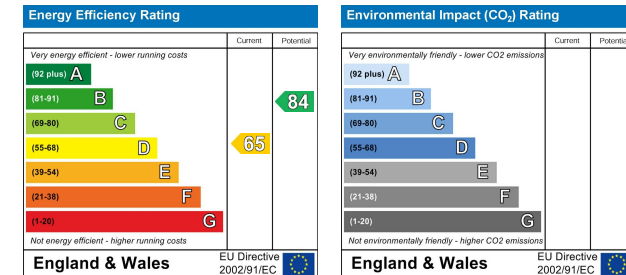 Energy Efficiency Rating
Current Potential
Very energy efficient - lower running costs
(92 plus) A
(81-91) B
84
(69-80) C
(55-68) D
65
(39-54) E
(21-38) F
(1-20) G
Not energy efficient - higher running costs
England & Wales
EU Directive
2002/91/EC
Environmental Impact (CO₂) Rating
Current Potential
Very environmentally friendly - lower CO2 emissions
(92 plus) A
(81-91) B
(69-80) C
(55-68) D
(39-54) E
(21-38) F
(1-20) G
Not environmentally friendly - higher CO2 emissions
England & Wales
EU Directive
2002/91/EC